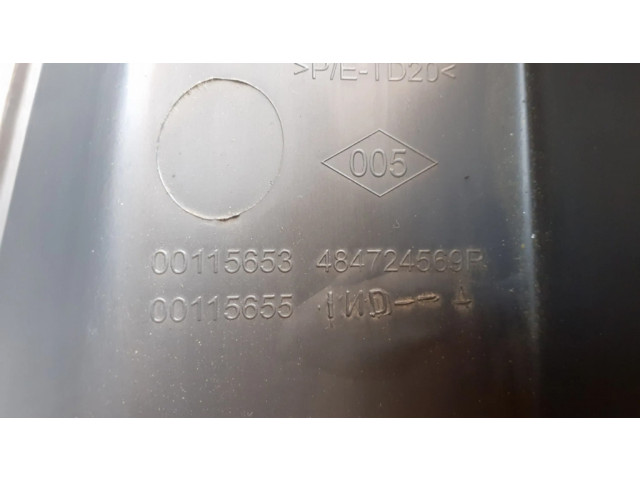 >P/E-TD20<
005
00115653 484724569R
00115655 IND--A